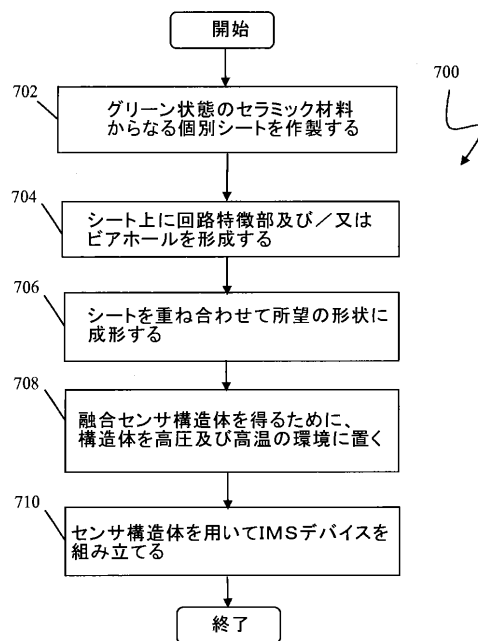 開始
700
702
グリーン状態のセラミック材料
からなる個別シートを作製する
704
シート上に回路特徴部及び/又は
ビアホールを形成する
706
シートを重ね合わせて所望の形状に
成形する
708
融合センサ構造体を得るために、
構造体を高圧及び高温の環境に置く
710
センサ構造体を用いてIMSデバイスを
組み立てる
終了